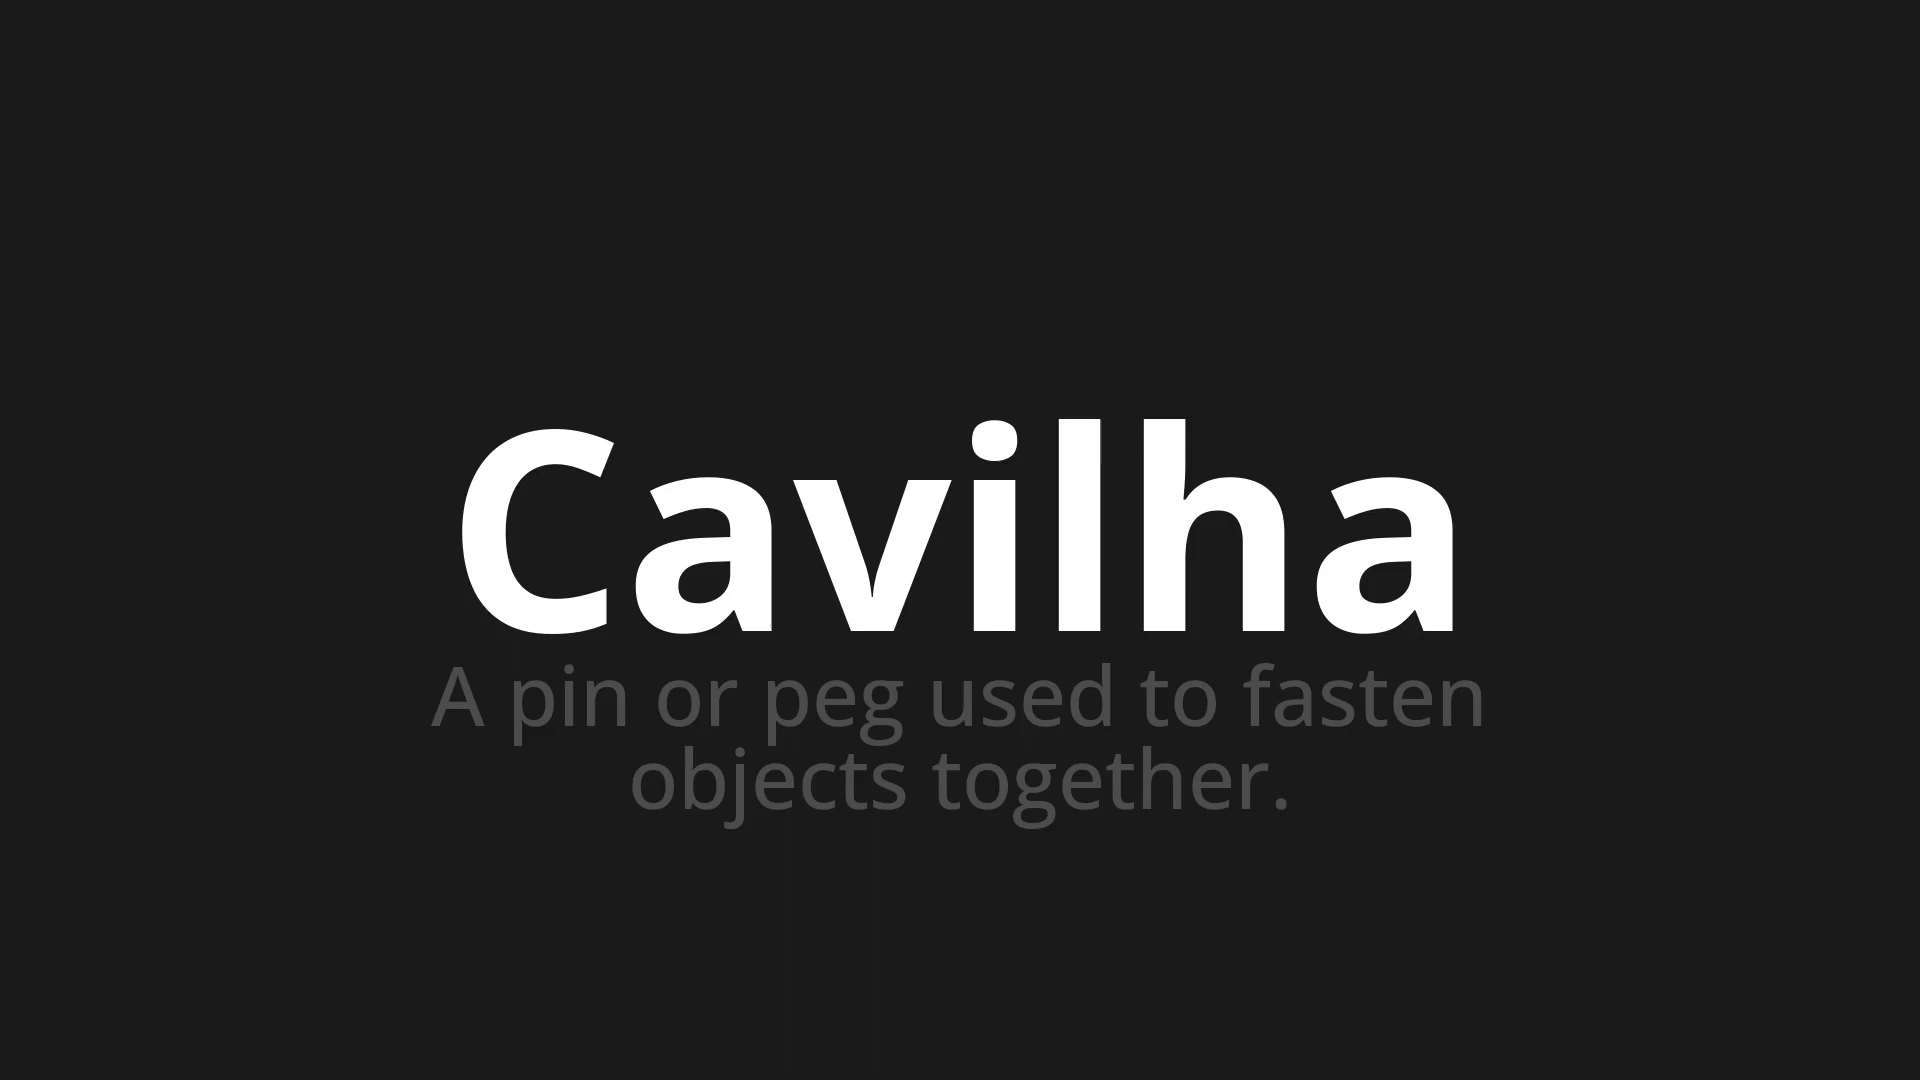 Cavilha
A pin or peg used to fasten
objects together.